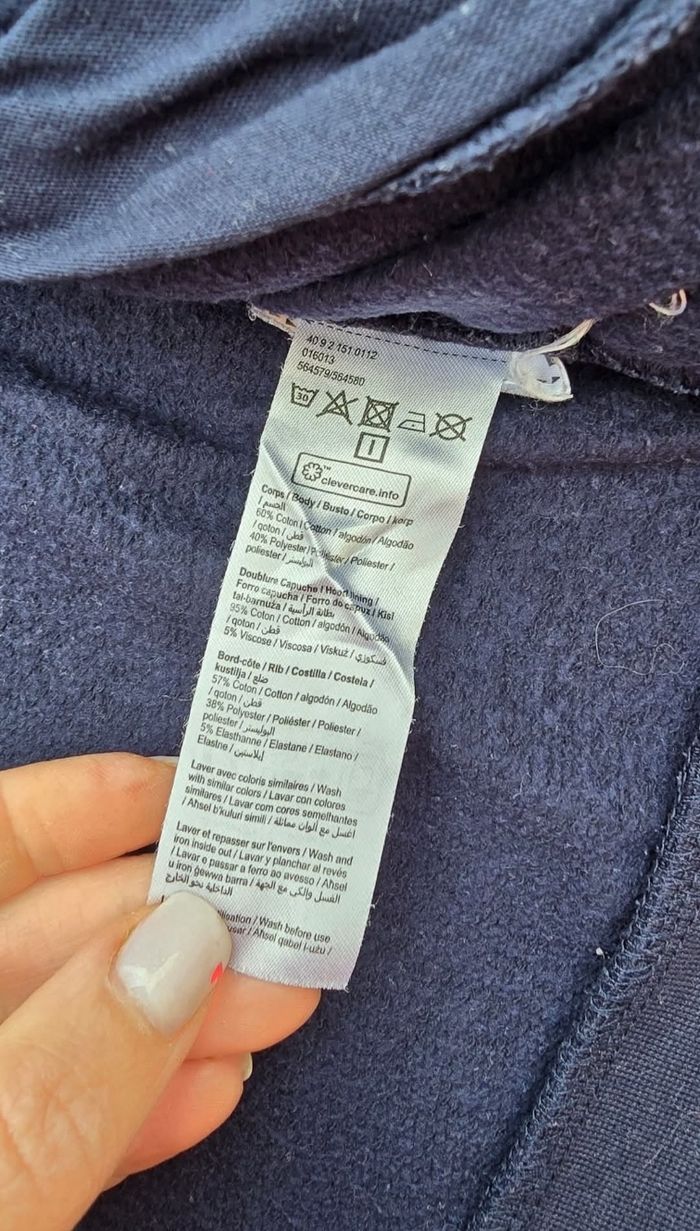 40 9 2 151 0112
016013
564579/564580
30
I
™
clevercare.info
Corps / Body / Busto / Corpo / korp
/ الجسم
60% Coton / Cotton / algodón / Algodão
/ qoton / قطن
40% Polyester / Poliéster / Polyester /
poliester / البوليستر
Doublure Capuche / Hood lining /
Forro capucha / Forro do capuz / Kisi
tal-barnuża / بطانة الرأسية
95% Coton / Cotton / algodón / Algodão
/ qoton / قطن
5% Viscose / Viscosa / Viskuż / فسكوزي
Bord-côte / Rib / Costilla / Costela /
kustilja / ضلع
57% Coton / Cotton / algodón / Algodão
/ qoton / قطن
38% Polyester / Poliéster / Poliester /
poliester / البوليستر
5% Elasthanne / Elastane / Elastano /
Elastne / إيلاستين
Laver avec coloris similaires / Wash
with similar colors / Lavar con colores
similares / Lavar com cores semelhantes
/ Aħsel b'kuluri simili / اغسل مع ألوان مماثلة
Laver et repasser sur l'envers / Wash and
iron inside out / Lavar y planchar al revés
/ Lavar e passar a ferro ao avesso / Aħsel
u iron ġewwa barra / الغسل والكي مع الجهة
الداخلية نحو الخارج
ilisation / Wash before use
usar / Aħsel qabel l-użu /